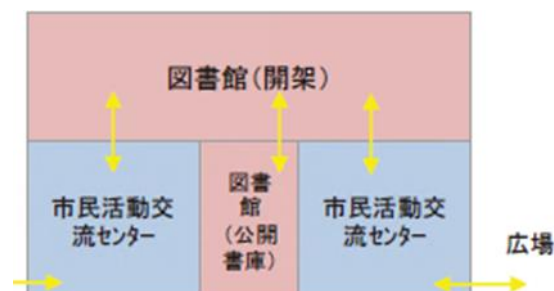 図書館（開架）
市民活動交
流センター
図書
館
（公開
書庫）
市民活動交
流センター
広場